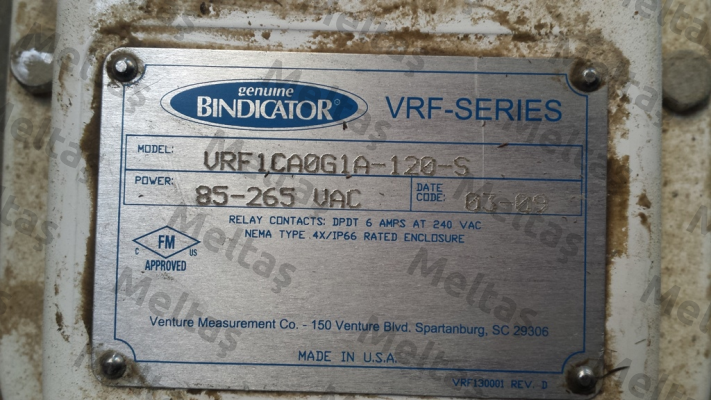 genuine
BINDICATOR® VRF-SERIES
MODEL: VRF1CA0G1A-120-S
POWER: 85-265 VAC DATE CODE: 03-09
RELAY CONTACTS: DPDT 6 AMPS AT 240 VAC
NEMA TYPE 4X/IP66 RATED ENCLOSURE
FM
C US
APPROVED
Venture Measurement Co. - 150 Venture Blvd. Spartanburg, SC 29306
MADE IN U.S.A.
VRF130001 REV. D
Meltaş